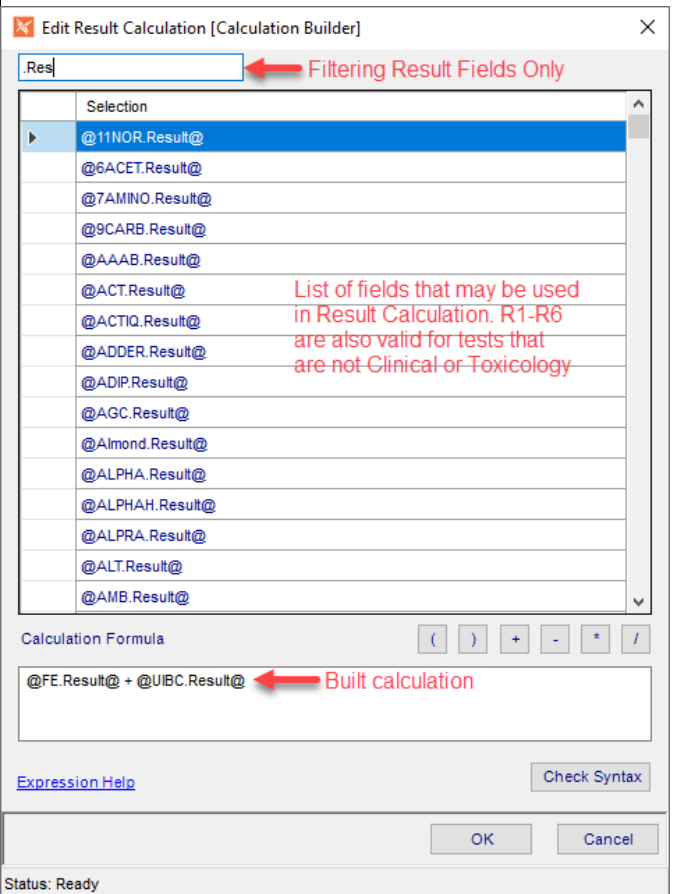 Edit Result Calculation [Calculation Builder]
.Res
Filtering Result Fields Only
Selection
@11NOR.Result@
@6ACET.Result@
@7AMINO.Result@
@9CARB.Result@
@AAAB.Result@
@ACT.Result@
@ACTIQ.Result@
@ADDER.Result@
@ADIP.Result@
@AGC.Result@
@Almond.Result@
@ALPHA.Result@
@ALPHAH.Result@
@ALPRA.Result@
@ALT.Result@
@AMB.Result@
List of fields that may be used
in Result Calculation. R1-R6
are also valid for tests that
are not Clinical or Toxicology
Calculation Formula ( ) + - * /
@FE.Result@ + @UIBC.Result@
Built calculation
Expression Help
Check Syntax
OK Cancel
Status: Ready